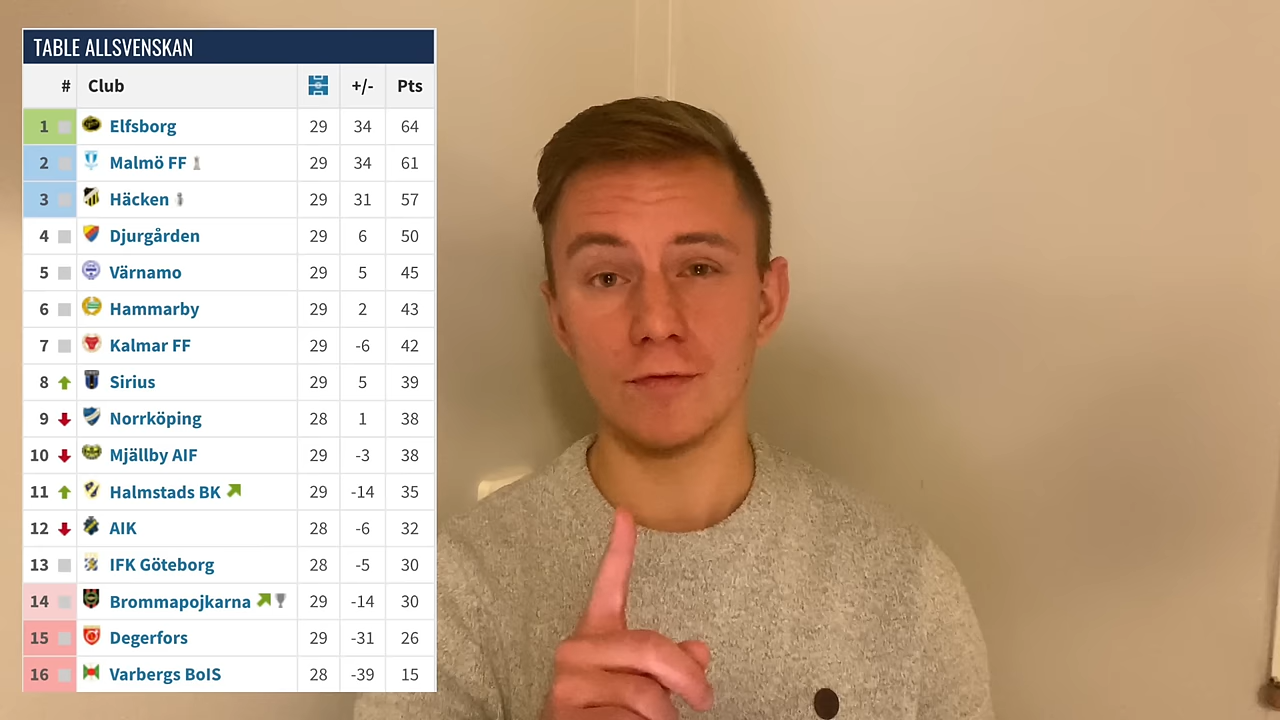 TABLE ALLSVENSKAN
# Club +/- Pts
1 Elfsborg 29 34 64
2 Malmö FF 29 34 61
3 Häcken 29 31 57
4 Djurgården 29 6 50
5 Värnamo 29 5 45
6 Hammarby 29 2 43
7 Kalmar FF 29 -6 42
8 Sirius 29 5 39
9 Norrköping 28 1 38
10 Mjällby AIF 29 -3 38
11 Halmstads BK 29 -14 35
12 AIK 28 -6 32
13 IFK Göteborg 28 -5 30
14 Brommapojkarna 29 -14 30
15 Degerfors 29 -31 26
16 Varbergs BoIS 28 -39 15